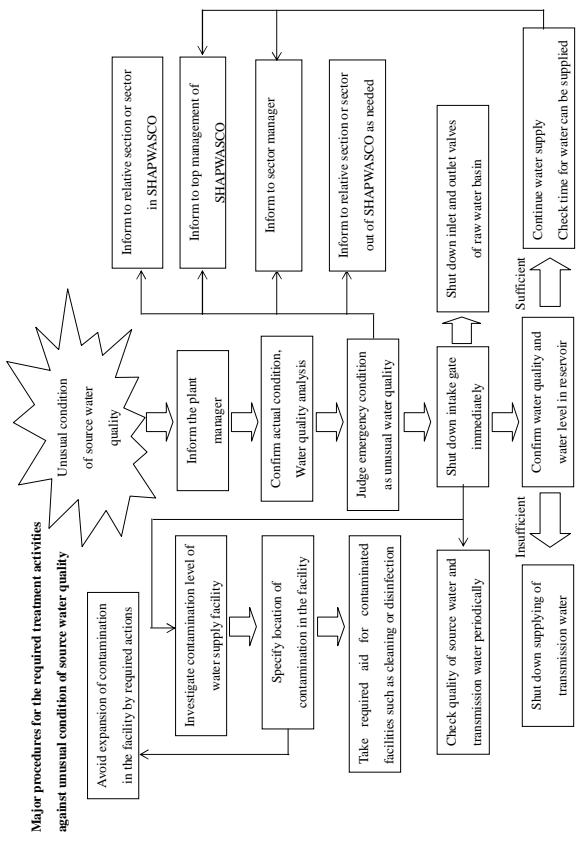 Major procedures for the required treatment activities
against unusual condition of source water quality
Unusual condition
of source water
quality
Inform the plant
manager
Confirm actual condition,
Water quality analysis
Judge emergency condition
as unusual water quality
Inform to relative section or sector
in SHAPWASCO
Inform to top management of
SHAPWASCO
Inform to sector manager
Inform to relative section or sector
out of SHAPWASCO as needed
Shut down intake gate
immediately
Shut down inlet and outlet valves
of raw water basin
Avoid expansion of contamination
in the facility by required actions
Investigate contamination level of
water supply facility
Specify location of
contamination in the facility
Take required aid for contaminated
facilities such as cleaning or disinfection
Check quality of source water and
transmission water periodically
Confirm water quality and
water level in reservoir
Insufficient
Shut down supplying of
transmission water
Sufficient
Continue water supply
Check time for water can be supplied